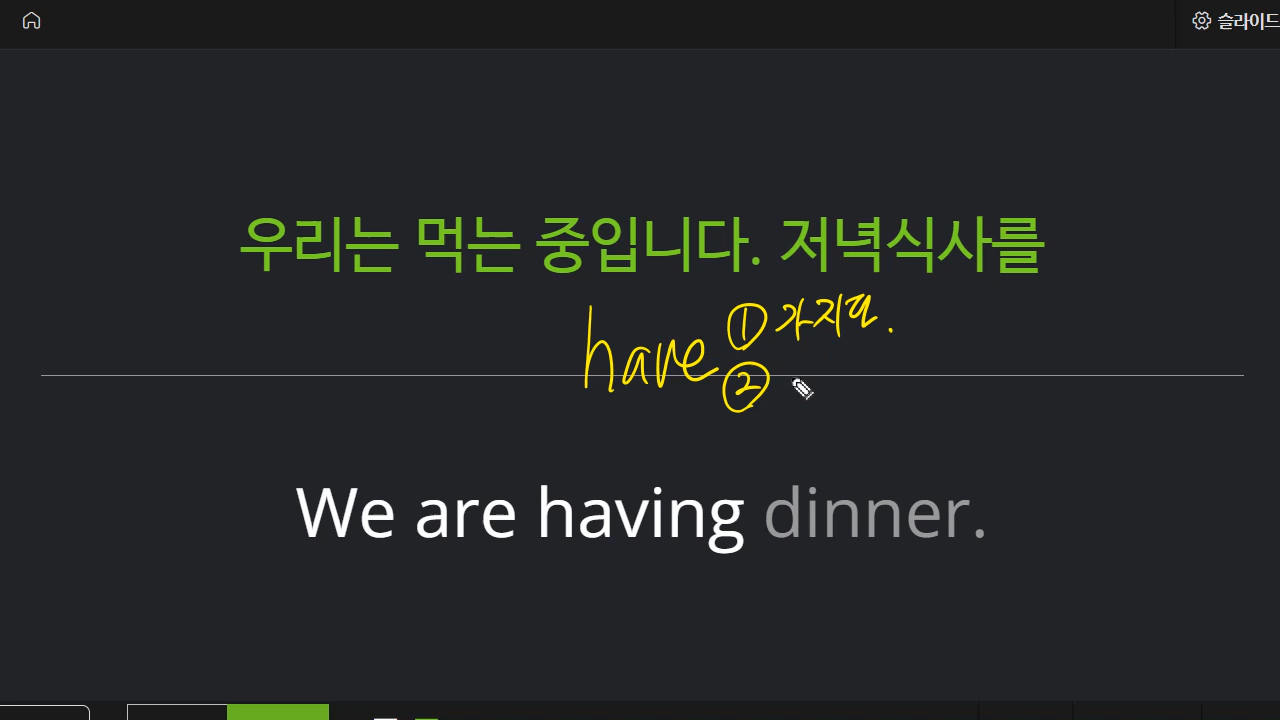 슬라이드
우리는 먹는 중입니다. 저녁식사를
have ① 가지다.
②
We are having dinner.